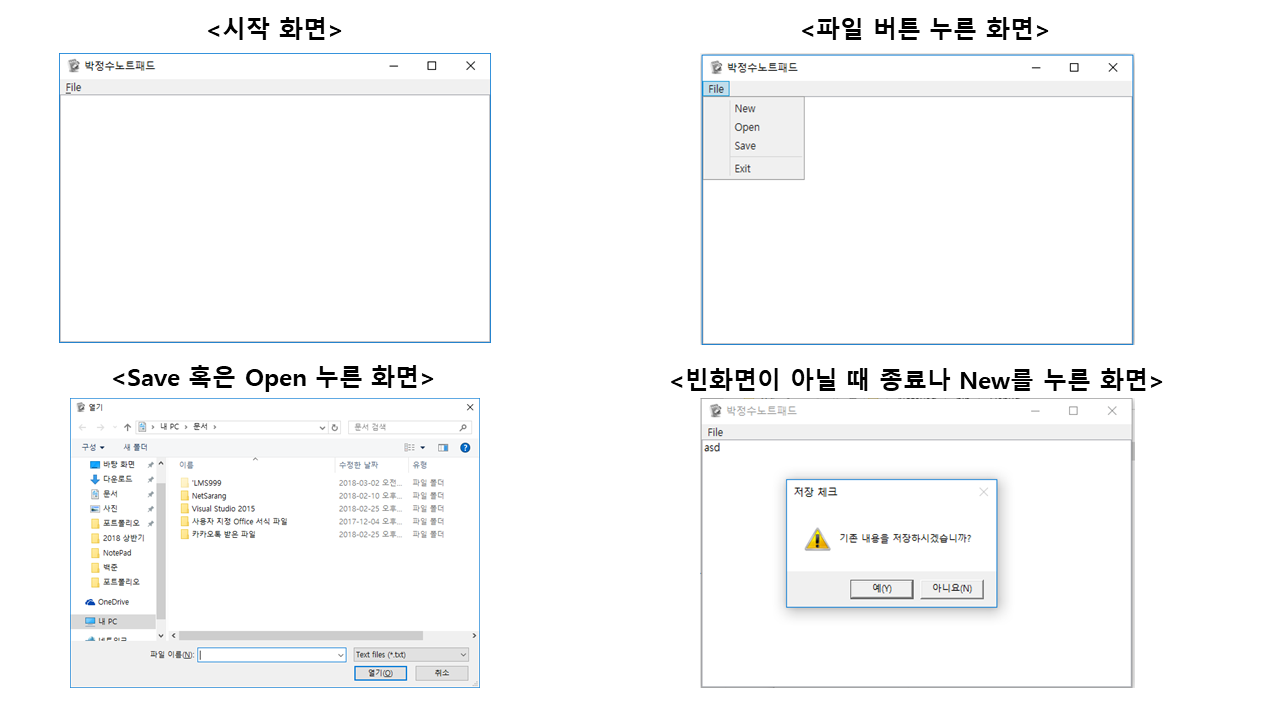 <시작 화면>
박정수노트패드
File
<파일 버튼 누른 화면>
박정수노트패드
File
New
Open
Save
Exit
<Save 혹은 Open 누른 화면>
열기
내 PC › 문서 ›
문서 검색
구성
새 폴더
바탕 화면
다운로드
문서
사진
포트폴리오
2018 상반기
NotePad
백준
포트폴리오
OneDrive
내 PC
네트워크
이름 수정한 날짜 유형
'LMS999 2018-03-02 오전... 파일 폴더
NetSarang 2018-02-10 오후... 파일 폴더
Visual Studio 2015 2018-02-25 오후... 파일 폴더
사용자 지정 Office 서식 파일 2017-12-04 오후... 파일 폴더
카카오톡 받은 파일 2018-02-25 오후... 파일 폴더
파일 이름(N):
Text files (*.txt)
열기(O)
취소
<빈화면이 아닐 때 종료나 New를 누른 화면>
박정수노트패드
File
asd
저장 체크
기존 내용을 저장하시겠습니까?
예(Y)
아니요(N)